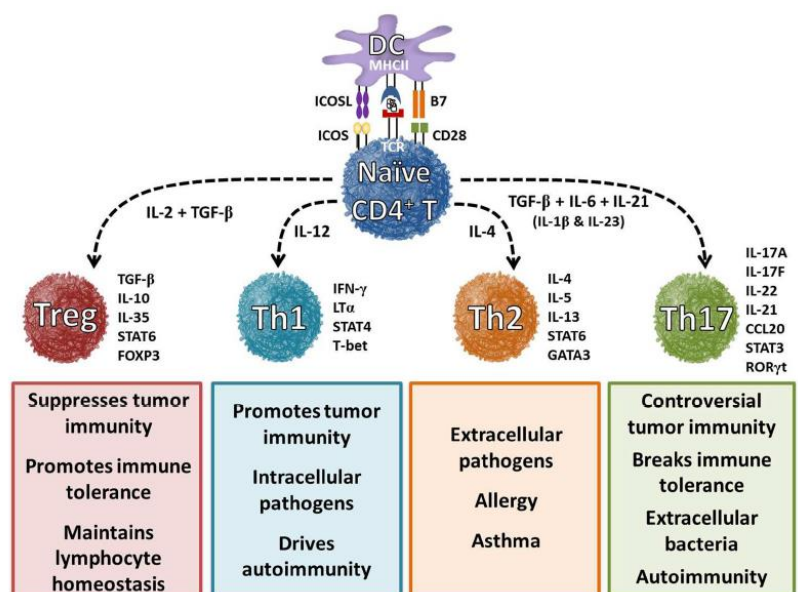 DC
MHCII
ICOSL
B7
ICOS
CD28
TCR
Naïve
CD4+ T
IL-2 + TGF-β
IL-12
IL-4
TGF-β + IL-6 + IL-21
(IL-1β & IL-23)
Treg
TGF-β
IL-10
IL-35
STAT6
FOXP3
Th1
IFN-γ
LTα
STAT4
T-bet
Th2
IL-4
IL-5
IL-13
STAT6
GATA3
Th17
IL-17A
IL-17F
IL-22
IL-21
CCL20
STAT3
RORγt
Suppresses tumor
immunity
Promotes immune
tolerance
Maintains
lymphocyte
homeostasis
Promotes tumor
immunity
Intracellular
pathogens
Drives
autoimmunity
Extracellular
pathogens
Allergy
Asthma
Controversial
tumor immunity
Breaks immune
tolerance
Extracellular
bacteria
Autoimmunity